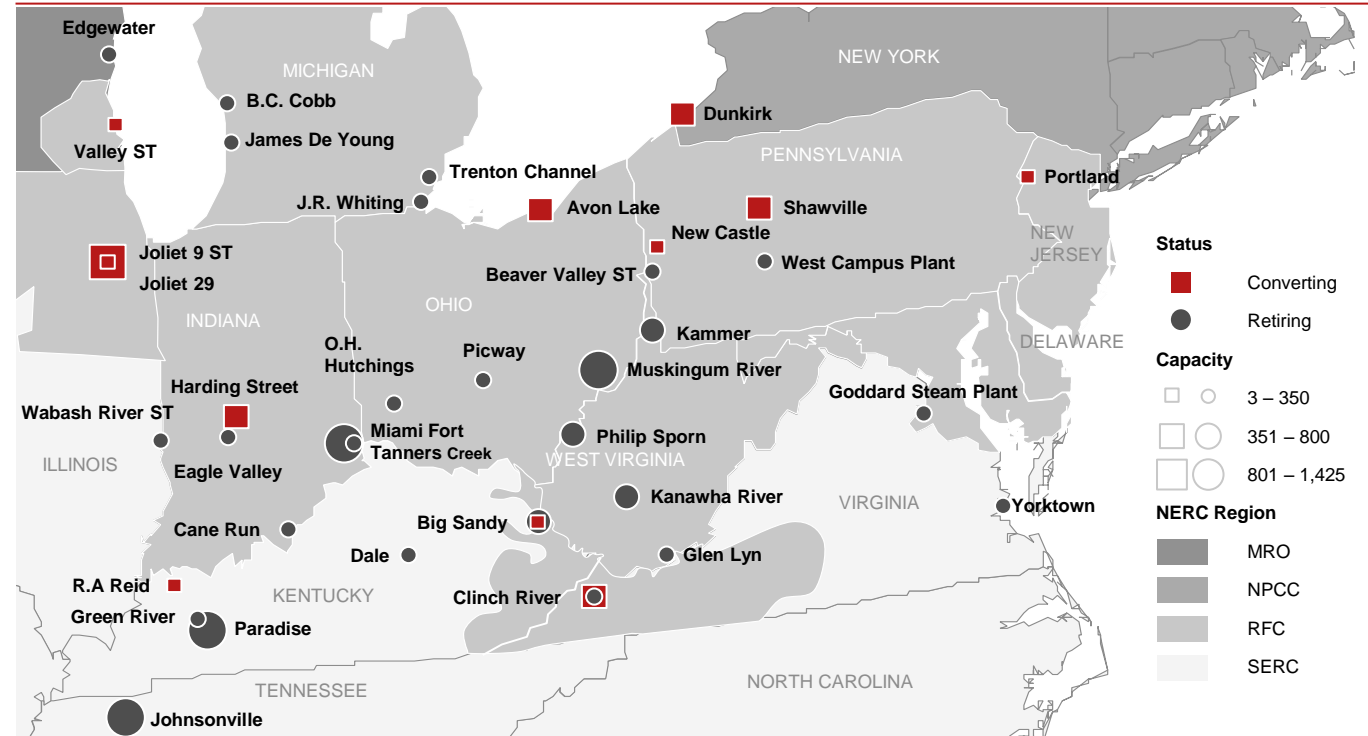 Edgewater
MICHIGAN
NEW YORK
B.C. Cobb
Dunkirk
James De Young
Valley ST
PENNSYLVANIA
Trenton Channel
Portland
J.R. Whiting
Avon Lake
Shawville
New Castle
NEW
JERSEY
Joliet 9 ST
Joliet 29
Beaver Valley ST
West Campus Plant
INDIANA
OHIO
Kammer
DELAWARE
O.H.
Hutchings
Picway
Muskingum River
Harding Street
Goddard Steam Plant
Wabash River ST
Miami Fort
Tanners Creek
Philip Sporn
ILLINOIS
Eagle Valley
WEST VIRGINIA
Kanawha River
VIRGINIA
Yorktown
Cane Run
Big Sandy
Dale
Glen Lyn
R.A Reid
KENTUCKY
Clinch River
Green River
Paradise
TENNESSEE
NORTH CAROLINA
Johnsonville
Status
Converting
Retiring
Capacity
3 – 350
351 – 800
801 – 1,425
NERC Region
MRO
NPCC
RFC
SERC